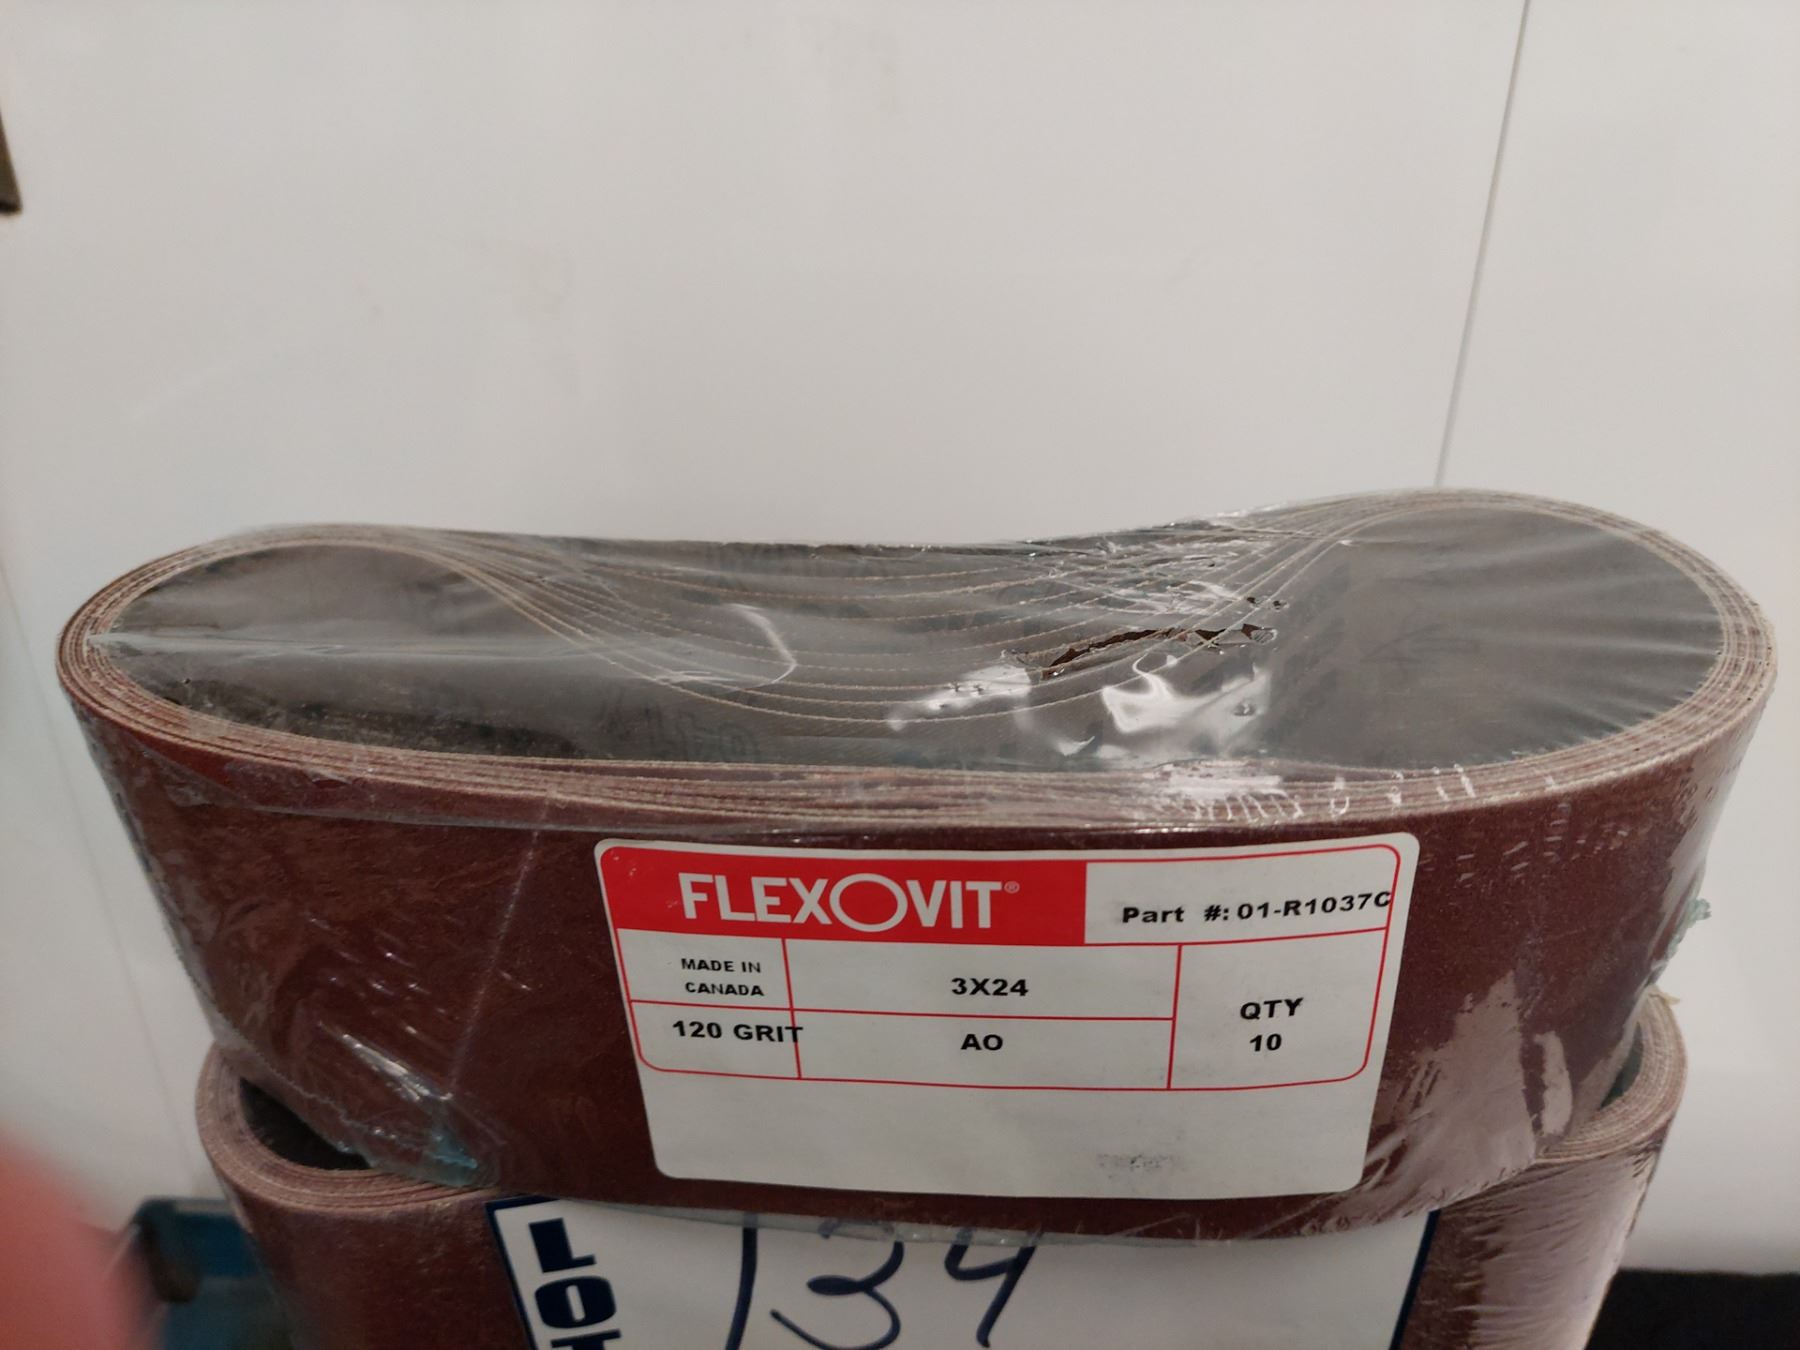 FLEXOVIT®
Part #: 01-R1037C
MADE IN
CANADA
3X24
QTY
10
120 GRIT
AO
LOT
134